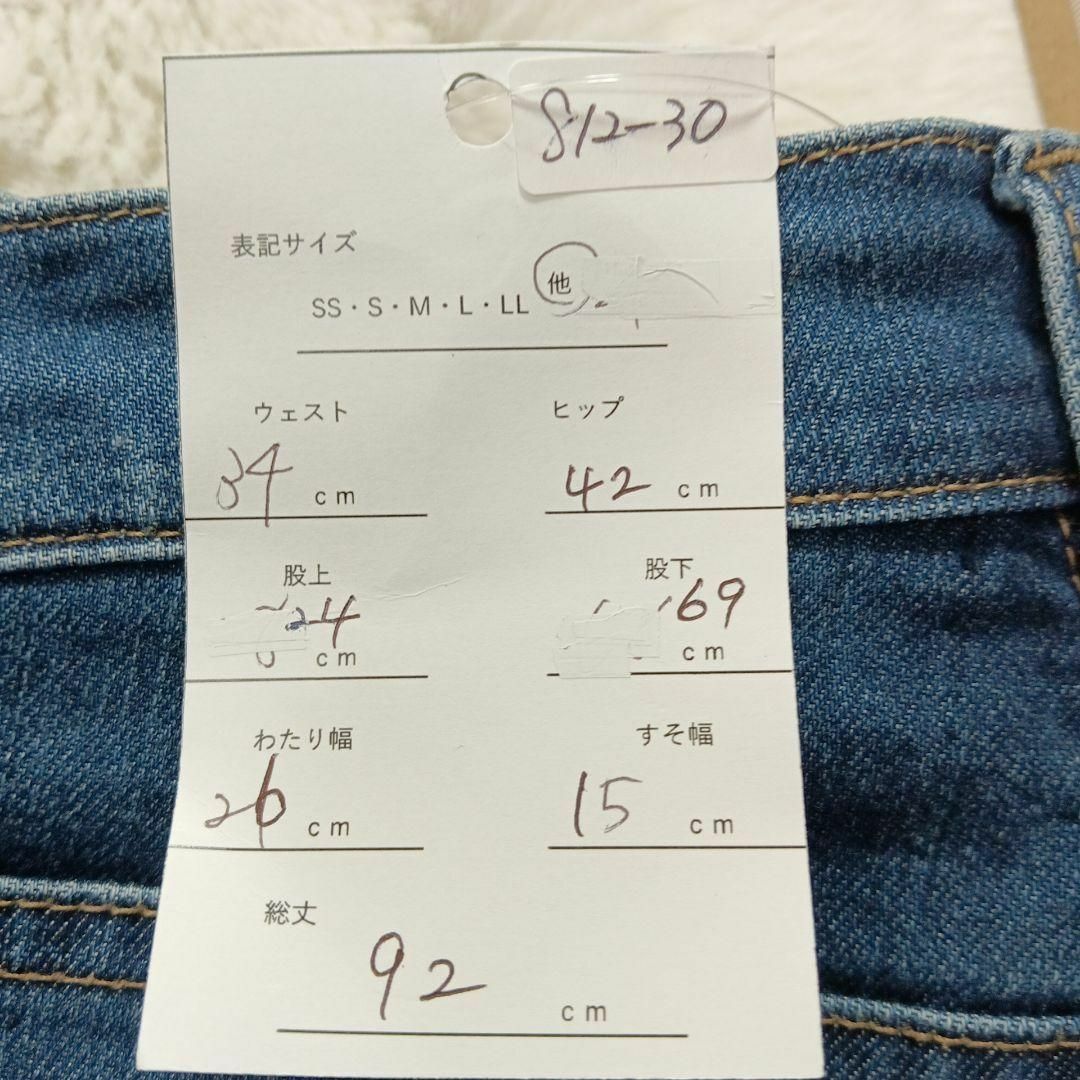 812-30
表記サイズ
SS・S・M・L・LL 他
ウェスト ヒップ
34 cm 42 cm
股上 股下
24 cm 69 cm
わたり幅 すそ幅
26 cm 15 cm
総丈
92 cm